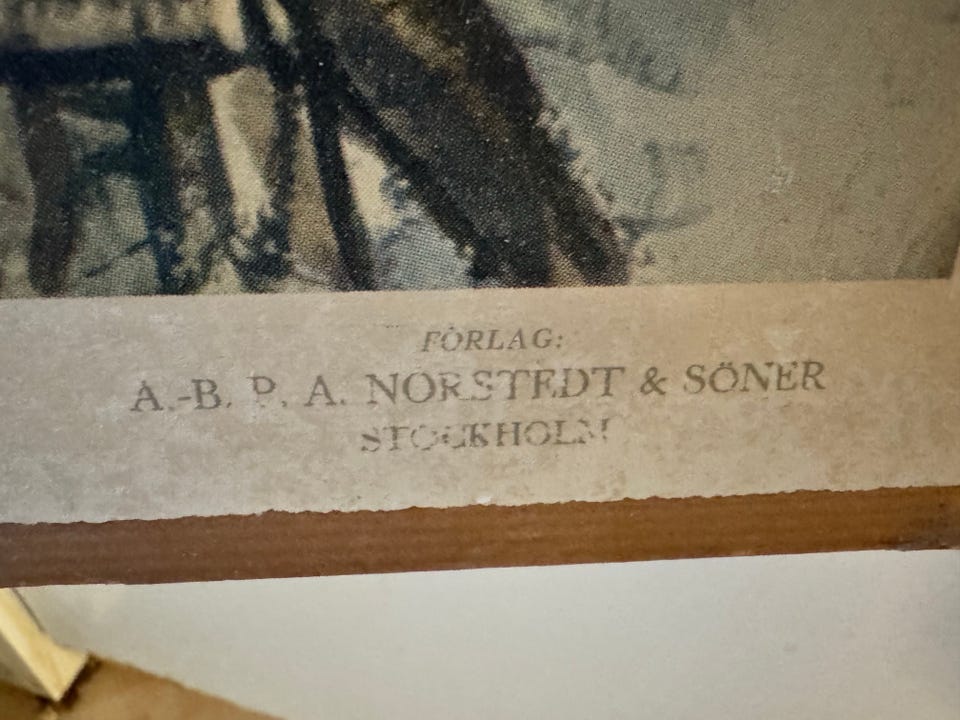 FÖRLAG:
A.-B. P. A. NORSTEDT & SÖNER
STOCKHOLM